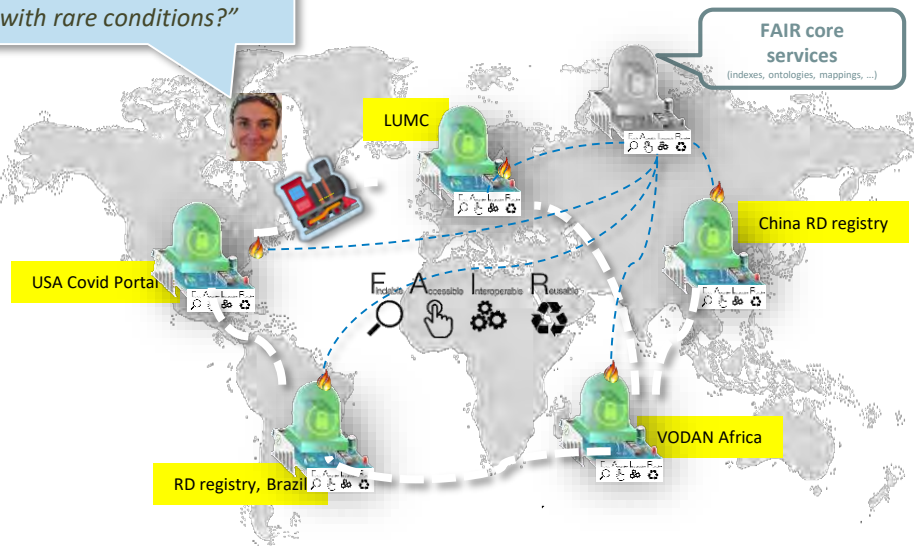 with rare conditions?”
FAIR core
services
(indexes, ontologies, mappings, ...)
LUMC
China RD registry
USA Covid Portal
Findable Accessible Interoperable Reusable
VODAN Africa
RD registry, Brazil